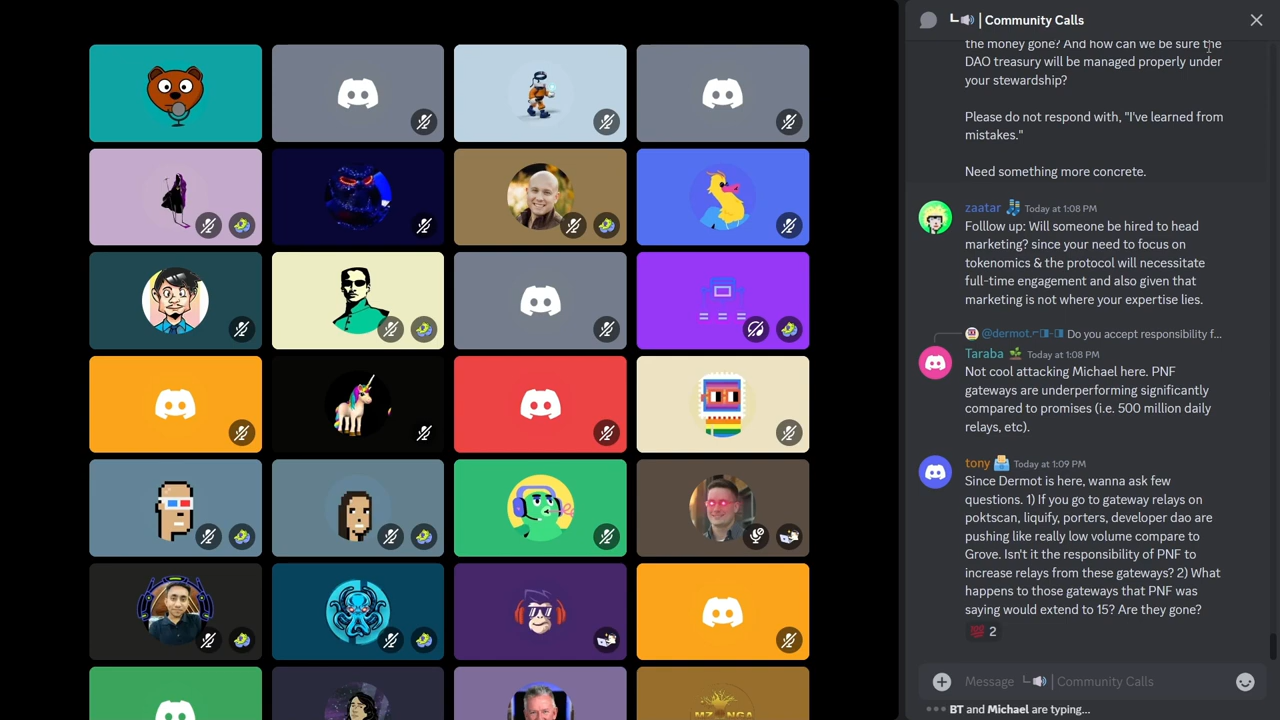 Community Calls
the money gone? And how can we be sure the
DAO treasury will be managed properly under
your stewardship?
Please do not respond with, "I've learned from
mistakes."
Need something more concrete.
zaatar Today at 1:08 PM
Folllow up: Will someone be hired to head
marketing? since your need to focus on
tokenomics & the protocol will necessitate
full-time engagement and also given that
marketing is not where your expertise lies.
@dermot. Do you accept responsibility f...
Taraba Today at 1:08 PM
Not cool attacking Michael here. PNF
gateways are underperforming significantly
compared to promises (i.e. 500 million daily
relays, etc).
tony Today at 1:09 PM
Since Dermot is here, wanna ask few
questions. 1) If you go to gateway relays on
poktscan, liquify, porters, developer dao are
pushing like really low volume compare to
Grove. Isn't it the responsibility of PNF to
increase relays from these gateways? 2) What
happens to those gateways that PNF was
saying would extend to 15? Are they gone?
2
Message Community Calls
BT and Michael are typing...